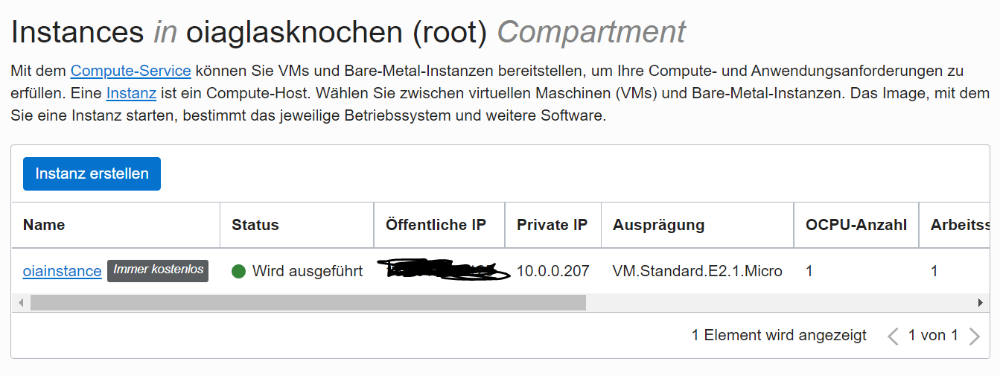 Instances in oiaglasknochen (root) Compartment
Mit dem Compute-Service können Sie VMs und Bare-Metal-Instanzen bereitstellen, um Ihre Compute- und Anwendungsanforderungen zu
erfüllen. Eine Instanz ist ein Compute-Host. Wählen Sie zwischen virtuellen Maschinen (VMs) und Bare-Metal-Instanzen. Das Image, mit dem
Sie eine Instanz starten, bestimmt das jeweilige Betriebssystem und weitere Software.
Instanz erstellen
Name Status Öffentliche IP Private IP Ausprägung OCPU-Anzahl Arbeitss
oiainstance Immer kostenlos Wird ausgeführt 10.0.0.207 VM.Standard.E2.1.Micro 1 1
1 Element wird angezeigt 1 von 1